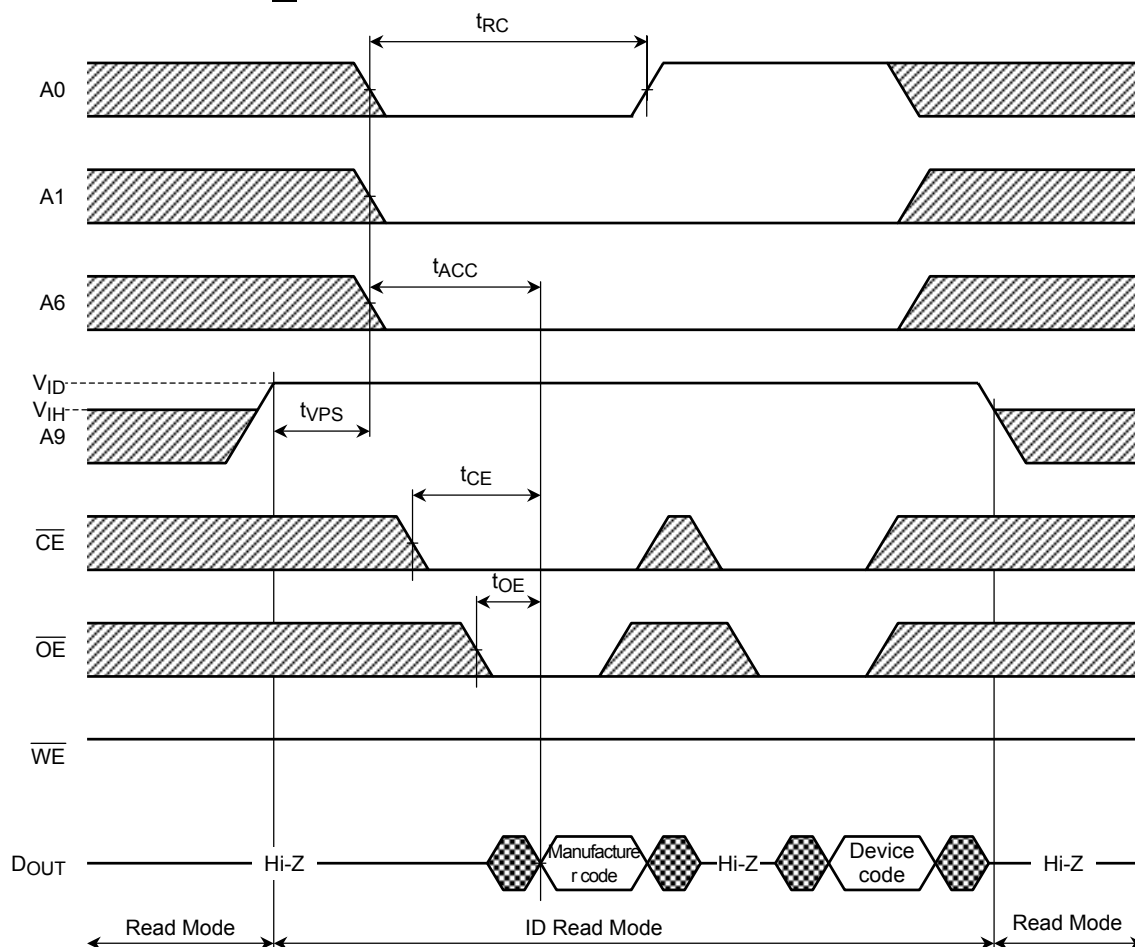 tRC
A0
A1
tACC
A6
VID
VIH
tVPS
A9
tCE
CE
tOE
OE
WE
Manufacture
r code
Device
code
DOUT
Hi-Z
Hi-Z
Hi-Z
Read Mode
ID Read Mode
Read Mode